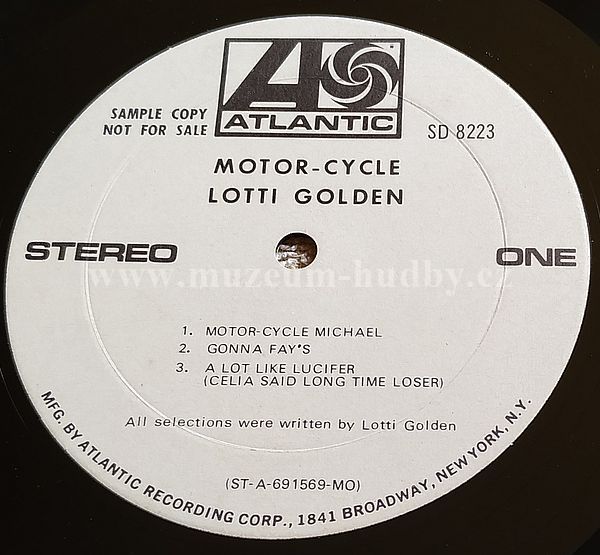 SAMPLE COPY
NOT FOR SALE
ATLANTIC
SD 8223
MOTOR-CYCLE
LOTTI GOLDEN
STEREO
ONE
www.muzeum-hudby.cz
1. MOTOR-CYCLE MICHAEL
2. GONNA FAY'S
3. A LOT LIKE LUCIFER
(CELIA SAID LONG TIME LOSER)
All selections were written by Lotti Golden
(ST-A-691569-MO)
MFG. BY ATLANTIC RECORDING CORP., 1841 BROADWAY, NEW YORK, N.Y.